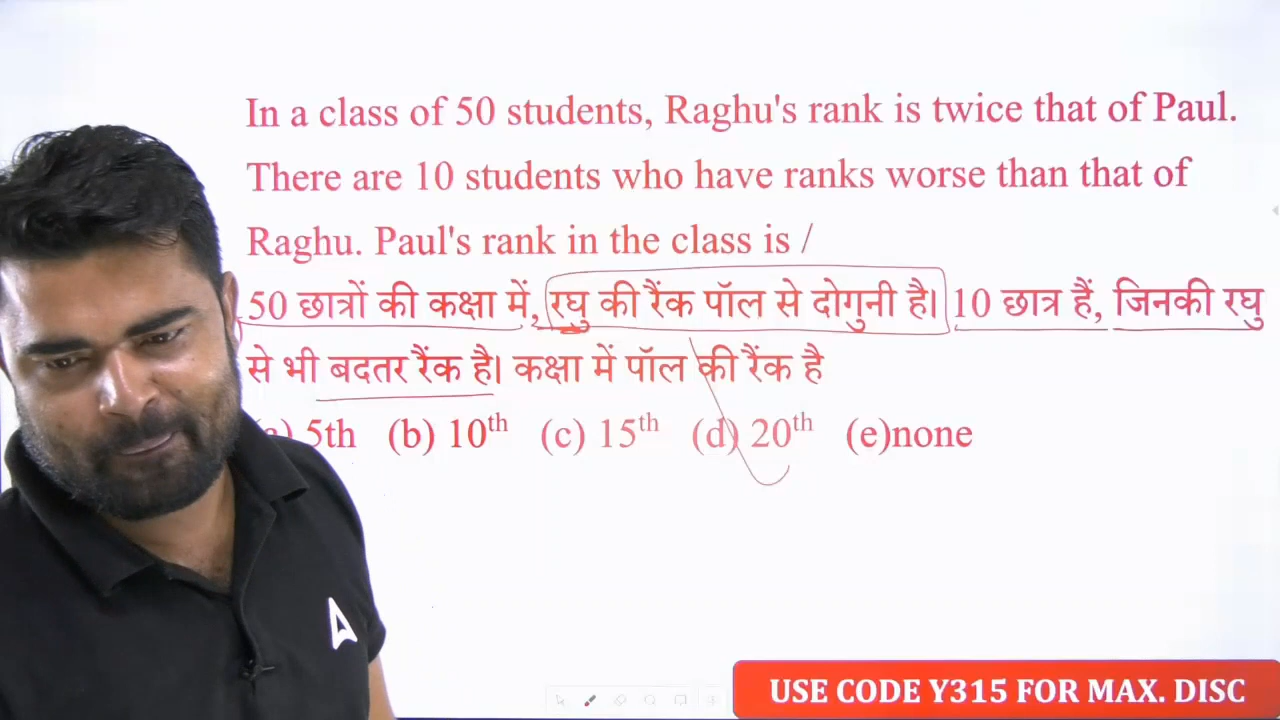 In a class of 50 students, Raghu's rank is twice that of Paul.
There are 10 students who have ranks worse than that of
Raghu. Paul's rank in the class is /
50 छात्रों की कक्षा में, रघु की रैंक पॉल से दोगुनी है। 10 छात्र हैं, जिनकी रघु
से भी बदतर रैंक है। कक्षा में पॉल की रैंक है
(a) 5th (b) 10th (c) 15th (d) 20th (e)none
USE CODE Y315 FOR MAX. DISC